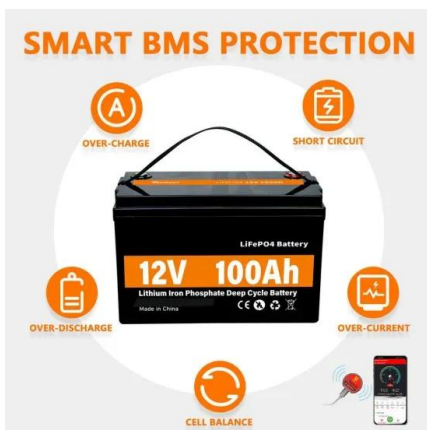 SMART BMS PROTECTION
A
OVER-CHARGE
SHORT CIRCUIT
LiFePO4 Battery
12V 100Ah
Lithium Iron Phosphate Deep Cycle Battery
Made in China
CE
OVER-DISCHARGE
OVER-CURRENT
CELL BALANCE